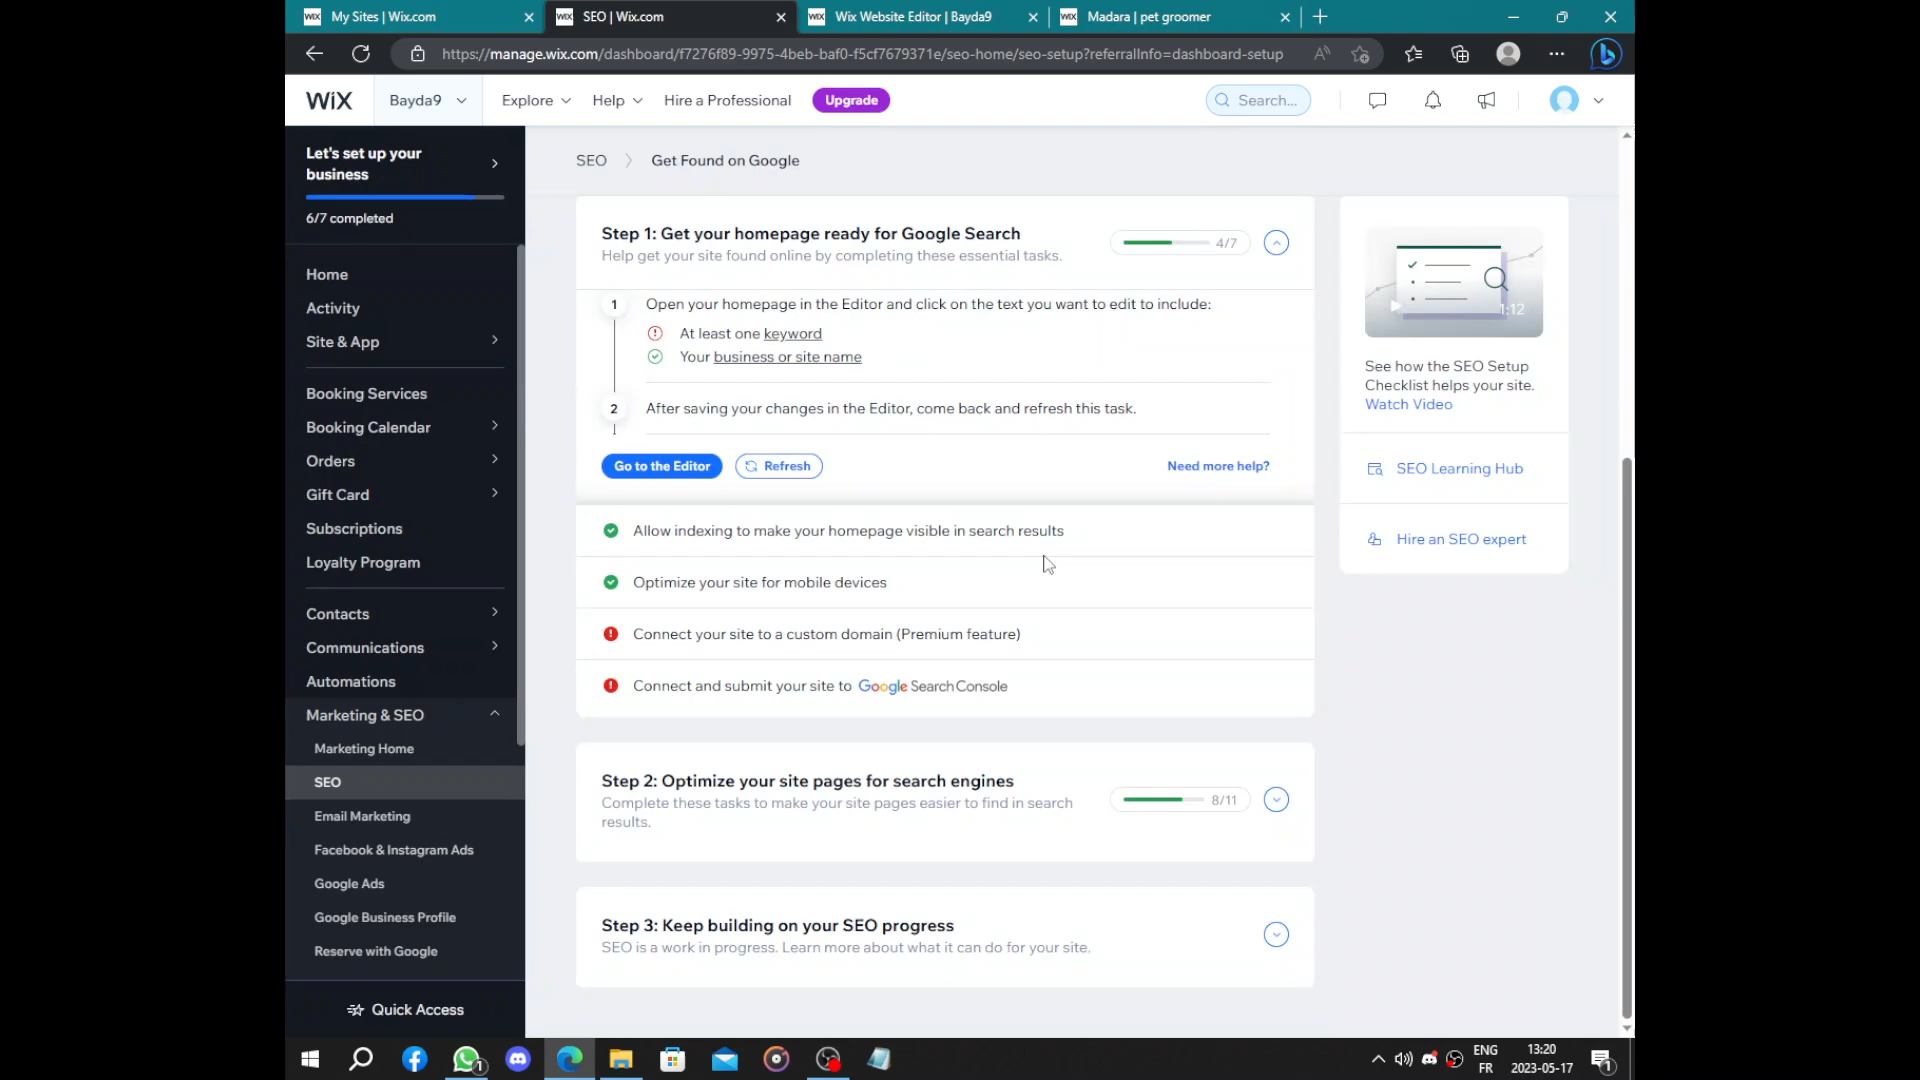 WIX My Sites | Wix.com
WIX SEO | Wix.com
WIX Wix Website Editor | Bayda9
WIX Madara | pet groomer
https://manage.wix.com/dashboard/f7276f89-9975-4beb-baf0-f5cf7679371e/seo-home/seo-setup?referralInfo=dashboard-setup
WiX Bayda9 Explore Help Hire a Professional Upgrade Search...
Let's set up your
business
6/7 completed
Home
Activity
Site & App
Booking Services
Booking Calendar
Orders
Gift Card
Subscriptions
Loyalty Program
Contacts
Communications
Automations
Marketing & SEO
Marketing Home
SEO
Email Marketing
Facebook & Instagram Ads
Google Ads
Google Business Profile
Reserve with Google
Quick Access
SEO Get Found on Google
Step 1: Get your homepage ready for Google Search
Help get your site found online by completing these essential tasks.
4/7
1 Open your homepage in the Editor and click on the text you want to edit to include:
At least one keyword
Your business or site name
2 After saving your changes in the Editor, come back and refresh this task.
Go to the Editor Refresh Need more help?
Allow indexing to make your homepage visible in search results
Optimize your site for mobile devices
Connect your site to a custom domain (Premium feature)
Connect and submit your site to Google Search Console
Step 2: Optimize your site pages for search engines
Complete these tasks to make your site pages easier to find in search
results.
8/11
Step 3: Keep building on your SEO progress
SEO is a work in progress. Learn more about what it can do for your site.
1:12
See how the SEO Setup
Checklist helps your site.
Watch Video
SEO Learning Hub
Hire an SEO expert
1
ENG
FR
13:20
2023-05-17
1